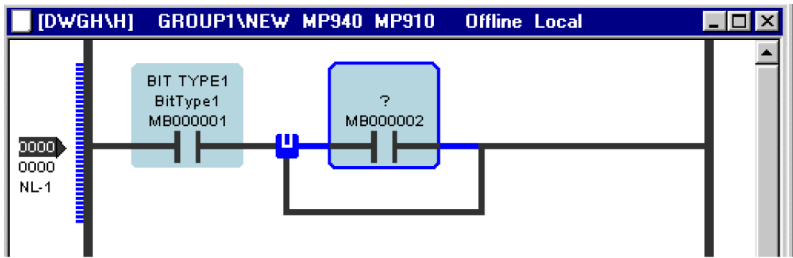 [DWGH\H] GROUP1\NEW MP940 MP910 Offline Local
BIT TYPE1
BitType1
MB000001
?
MB000002
0000
0000
NL-1